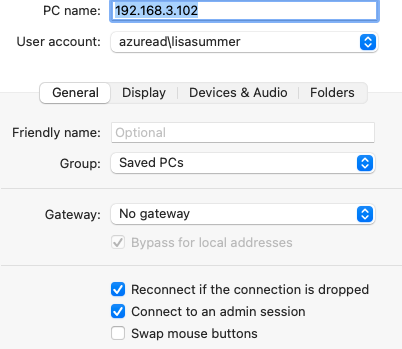 PC name: 192.168.3.102
User account: azuread\lisasummer
General Display Devices & Audio Folders
Friendly name: Optional
Group: Saved PCs
Gateway: No gateway
Bypass for local addresses
Reconnect if the connection is dropped
Connect to an admin session
Swap mouse buttons